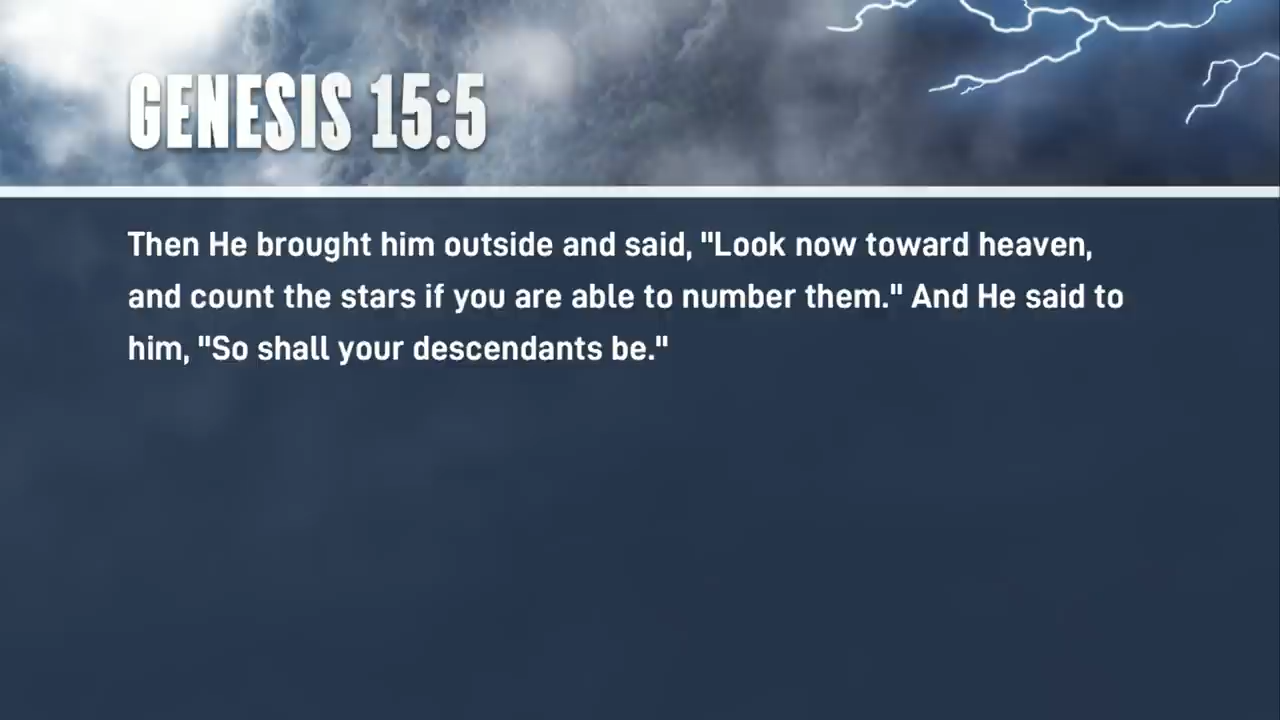 GENESIS 15:5
Then He brought him outside and said, "Look now toward heaven,
and count the stars if you are able to number them." And He said to
him, "So shall your descendants be."